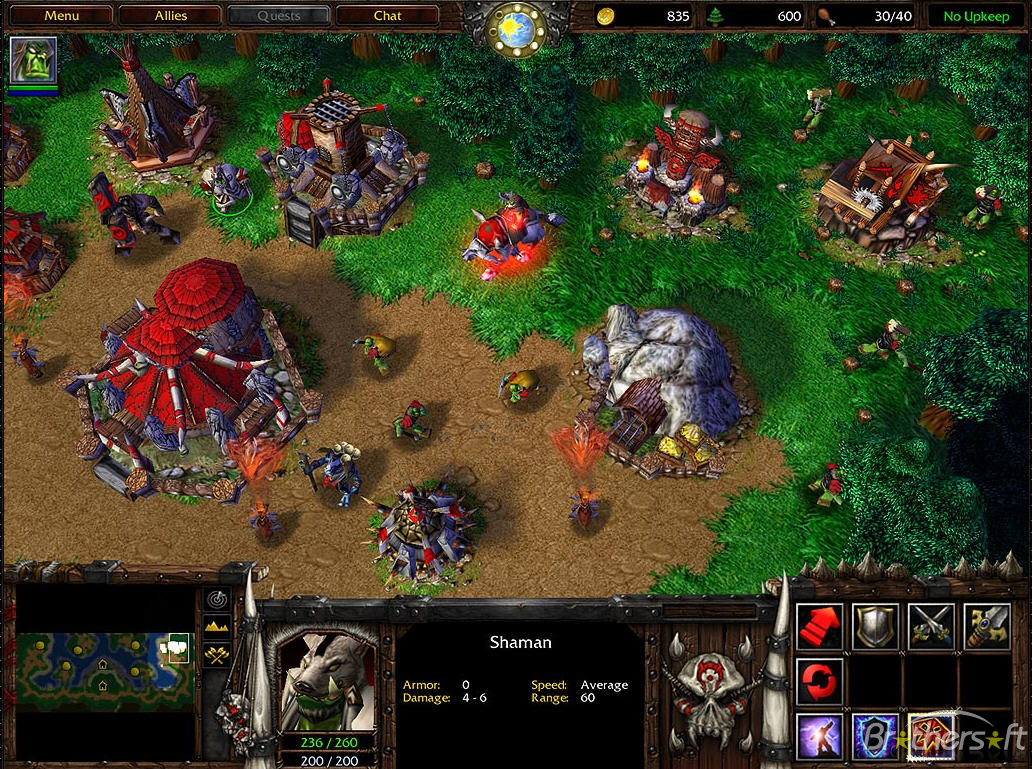 Menu Allies Quests Chat 835 600 30/40 No Upkeep
Shaman
Armor: 0 Speed: Average
Damage: 4 - 6 Range: 60
236 / 260
200 / 200
Brothersoft